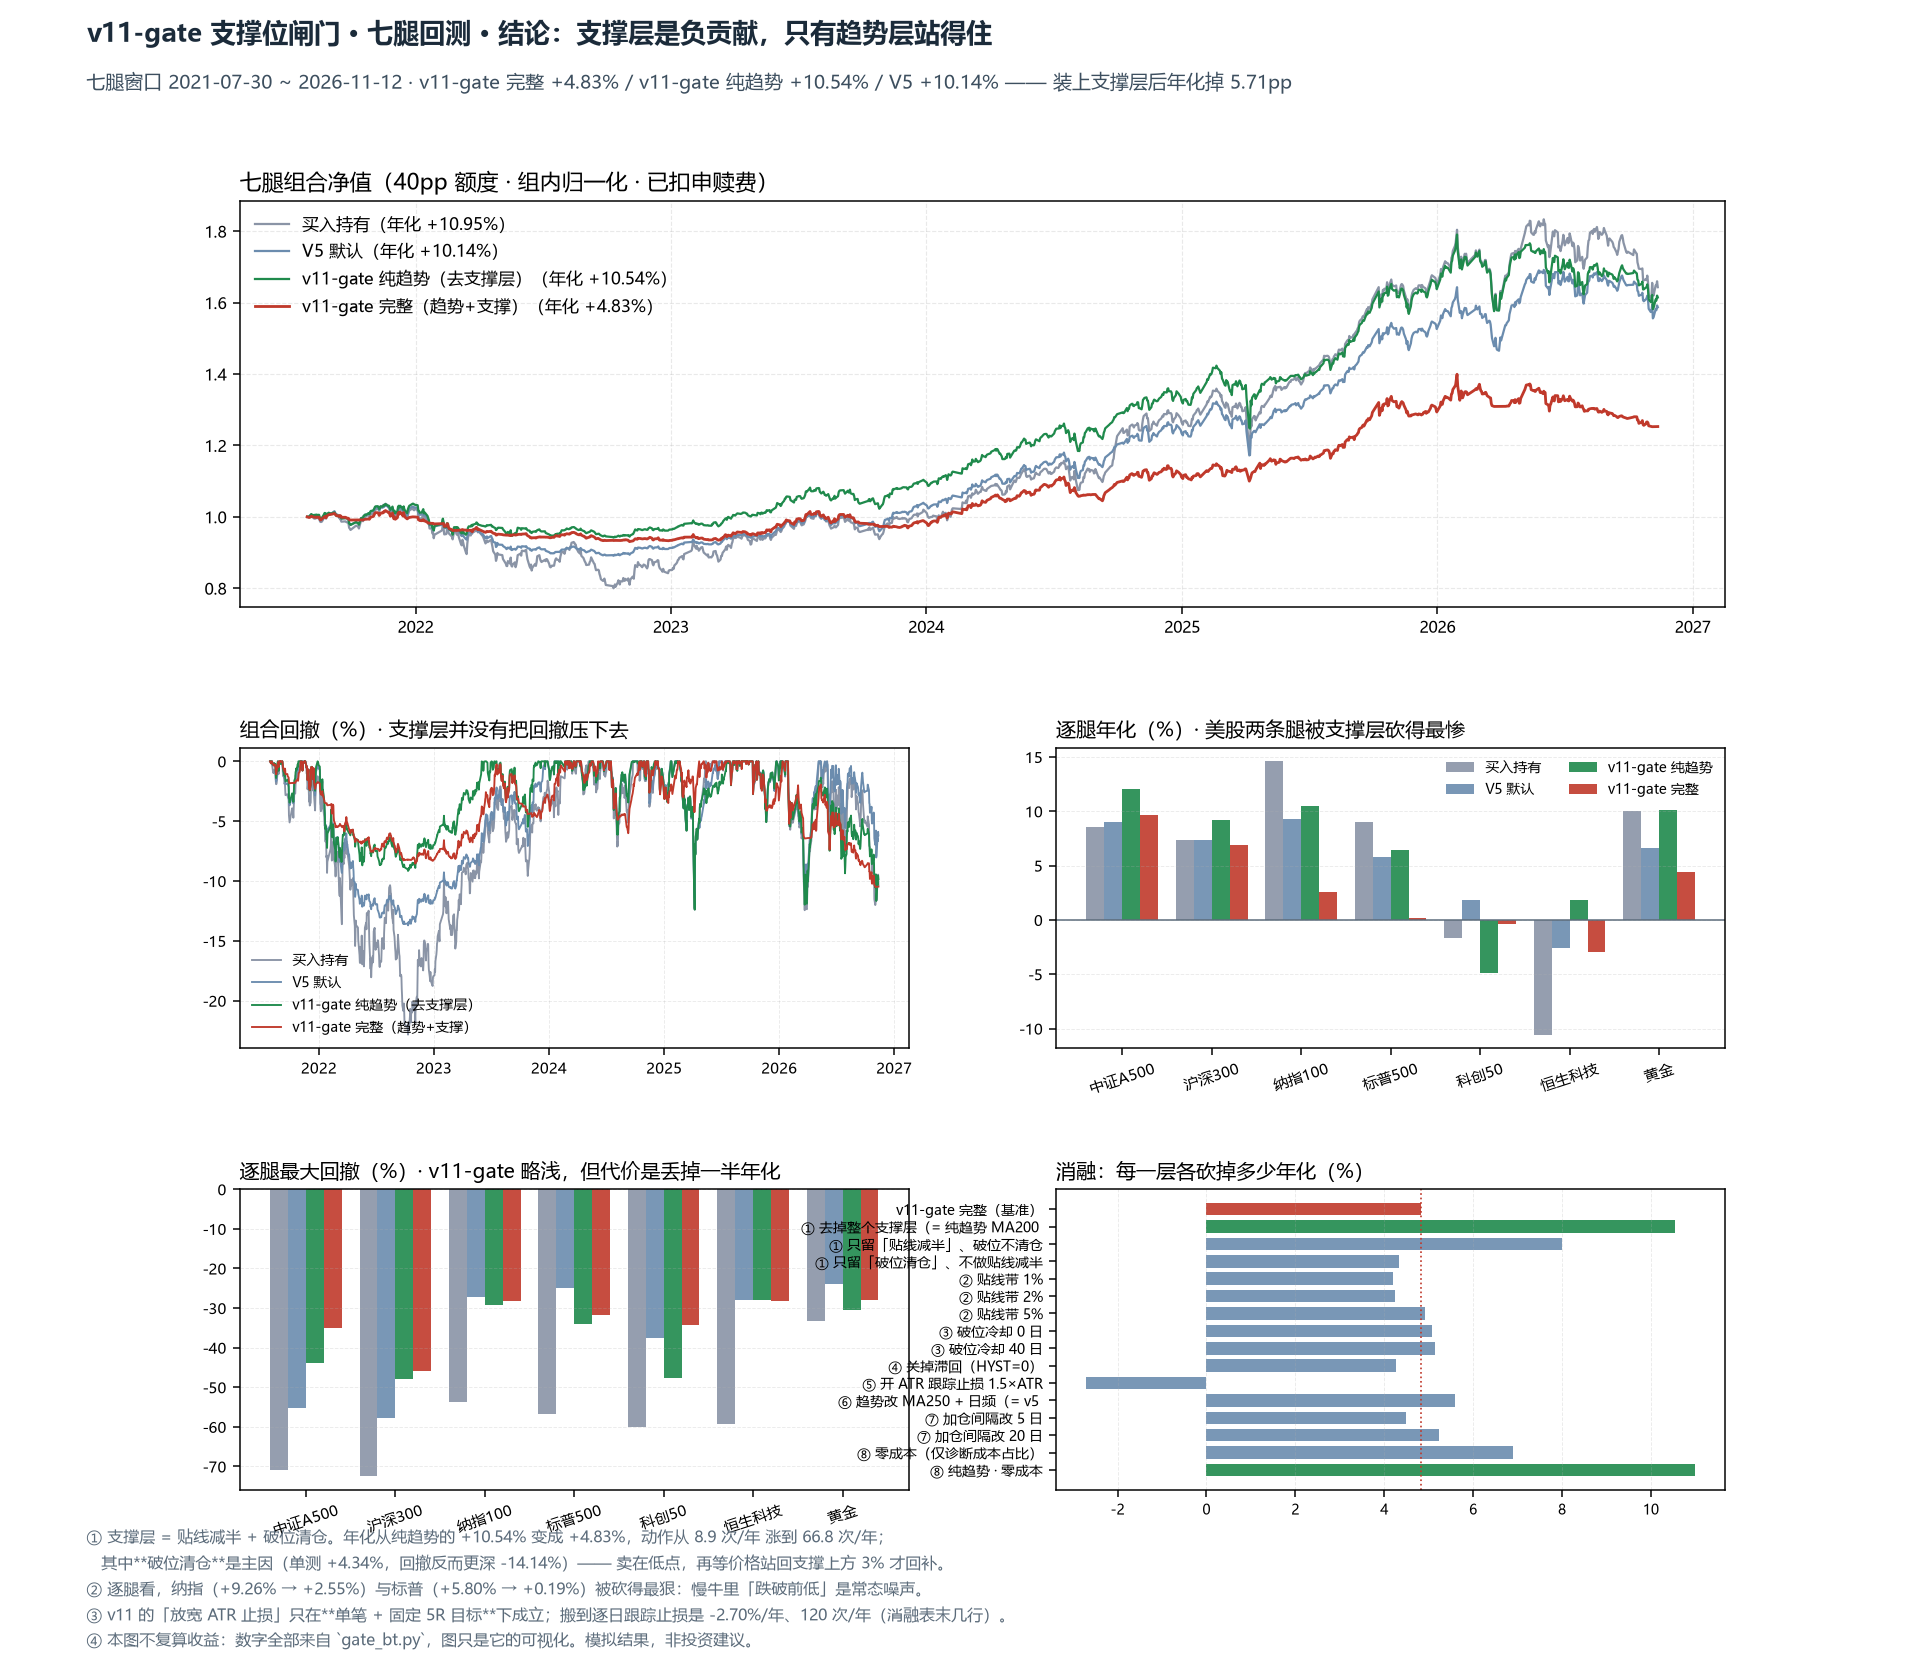 v11-gate 支撑位闸门 • 七腿回测 • 结论：支撑层是负贡献，只有趋势层站得住
七腿窗口 2021-07-30 ~ 2026-11-12 · v11-gate 完整 +4.83% / v11-gate 纯趋势 +10.54% / V5 +10.14% —— 装上支撑层后年化掉 5.71pp
七腿组合净值（40pp 额度 · 组内归一化 · 已扣申赎费）
买入持有（年化 +10.95%）
V5 默认（年化 +10.14%）
v11-gate 纯趋势（去支撑层）（年化 +10.54%）
v11-gate 完整（趋势+支撑）（年化 +4.83%）
1.8
1.6
1.4
1.2
1.0
0.8
2022 2023 2024 2025 2026 2027
组合回撤（%）· 支撑层并没有把回撤压下去
0
-5
-10
-15
-20
买入持有
V5 默认
v11-gate 纯趋势（去支撑层）
v11-gate 完整（趋势+支撑）
2022 2023 2024 2025 2026 2027
逐腿年化（%）· 美股两条腿被支撑层砍得最惨
15
10
5
0
-5
-10
买入持有 v11-gate 纯趋势
V5 默认 v11-gate 完整
中证A500 沪深300 纳指100 标普500 科创50 恒生科技 黄金
逐腿最大回撤（%）· v11-gate 略浅，但代价是丢掉一半年化
0
-10
-20
-30
-40
-50
-60
-70
中证A500 沪深300 纳指100 标普500 科创50 恒生科技 黄金
消融：每一层各砍掉多少年化（%）
v11-gate 完整（基准）
① 去掉整个支撑层（= 纯趋势 MA200
① 只留「贴线减半」、破位不清仓
① 只留「破位清仓」、不做贴线减半
② 贴线带 1%
② 贴线带 2%
② 贴线带 5%
③ 破位冷却 0 日
③ 破位冷却 40 日
④ 关掉滞回（HYST=0）
⑤ 开 ATR 跟踪止损 1.5×ATR
⑥ 趋势改 MA250 + 日频（= v5
⑦ 加仓间隔改 5 日
⑦ 加仓间隔改 20 日
⑧ 零成本（仅诊断成本占比）
⑧ 纯趋势 · 零成本
-2 0 2 4 6 8 10
① 支撑层 = 贴线减半 + 破位清仓。年化从纯趋势的 +10.54% 变成 +4.83%，动作从 8.9 次/年 涨到 66.8 次/年；
其中**破位清仓**是主因（单测 +4.34%，回撤反而更深 -14.14%）—— 卖在低点，再等价格站回支撑上方 3% 才回补。
② 逐腿看，纳指（+9.26% → +2.55%）与标普（+5.80% → +0.19%）被砍得最狠：慢牛里「跌破前低」是常态噪声。
③ v11 的「放宽 ATR 止损」只在**单笔 + 固定 5R 目标**下成立；搬到逐日跟踪止损是 -2.70%/年、120 次/年（消融表末几行）。
④ 本图不复算收益：数字全部来自 `gate_bt.py`，图只是它的可视化。模拟结果，非投资建议。